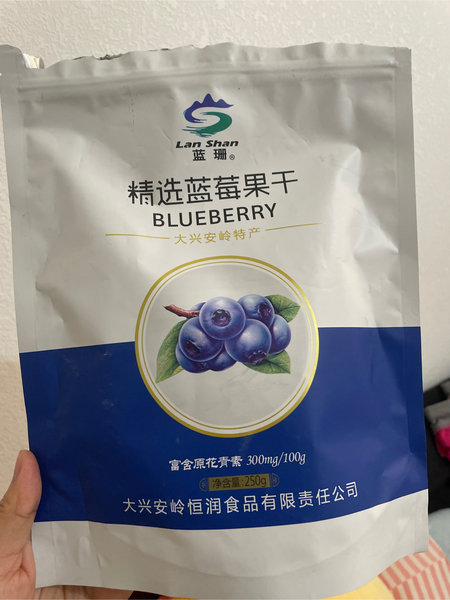 Lan Shan
蓝珊®
精选蓝莓果干
BLUEBERRY
大兴安岭特产
富含原花青素 300mg/100g
净含量:250g
大兴安岭恒润食品有限责任公司